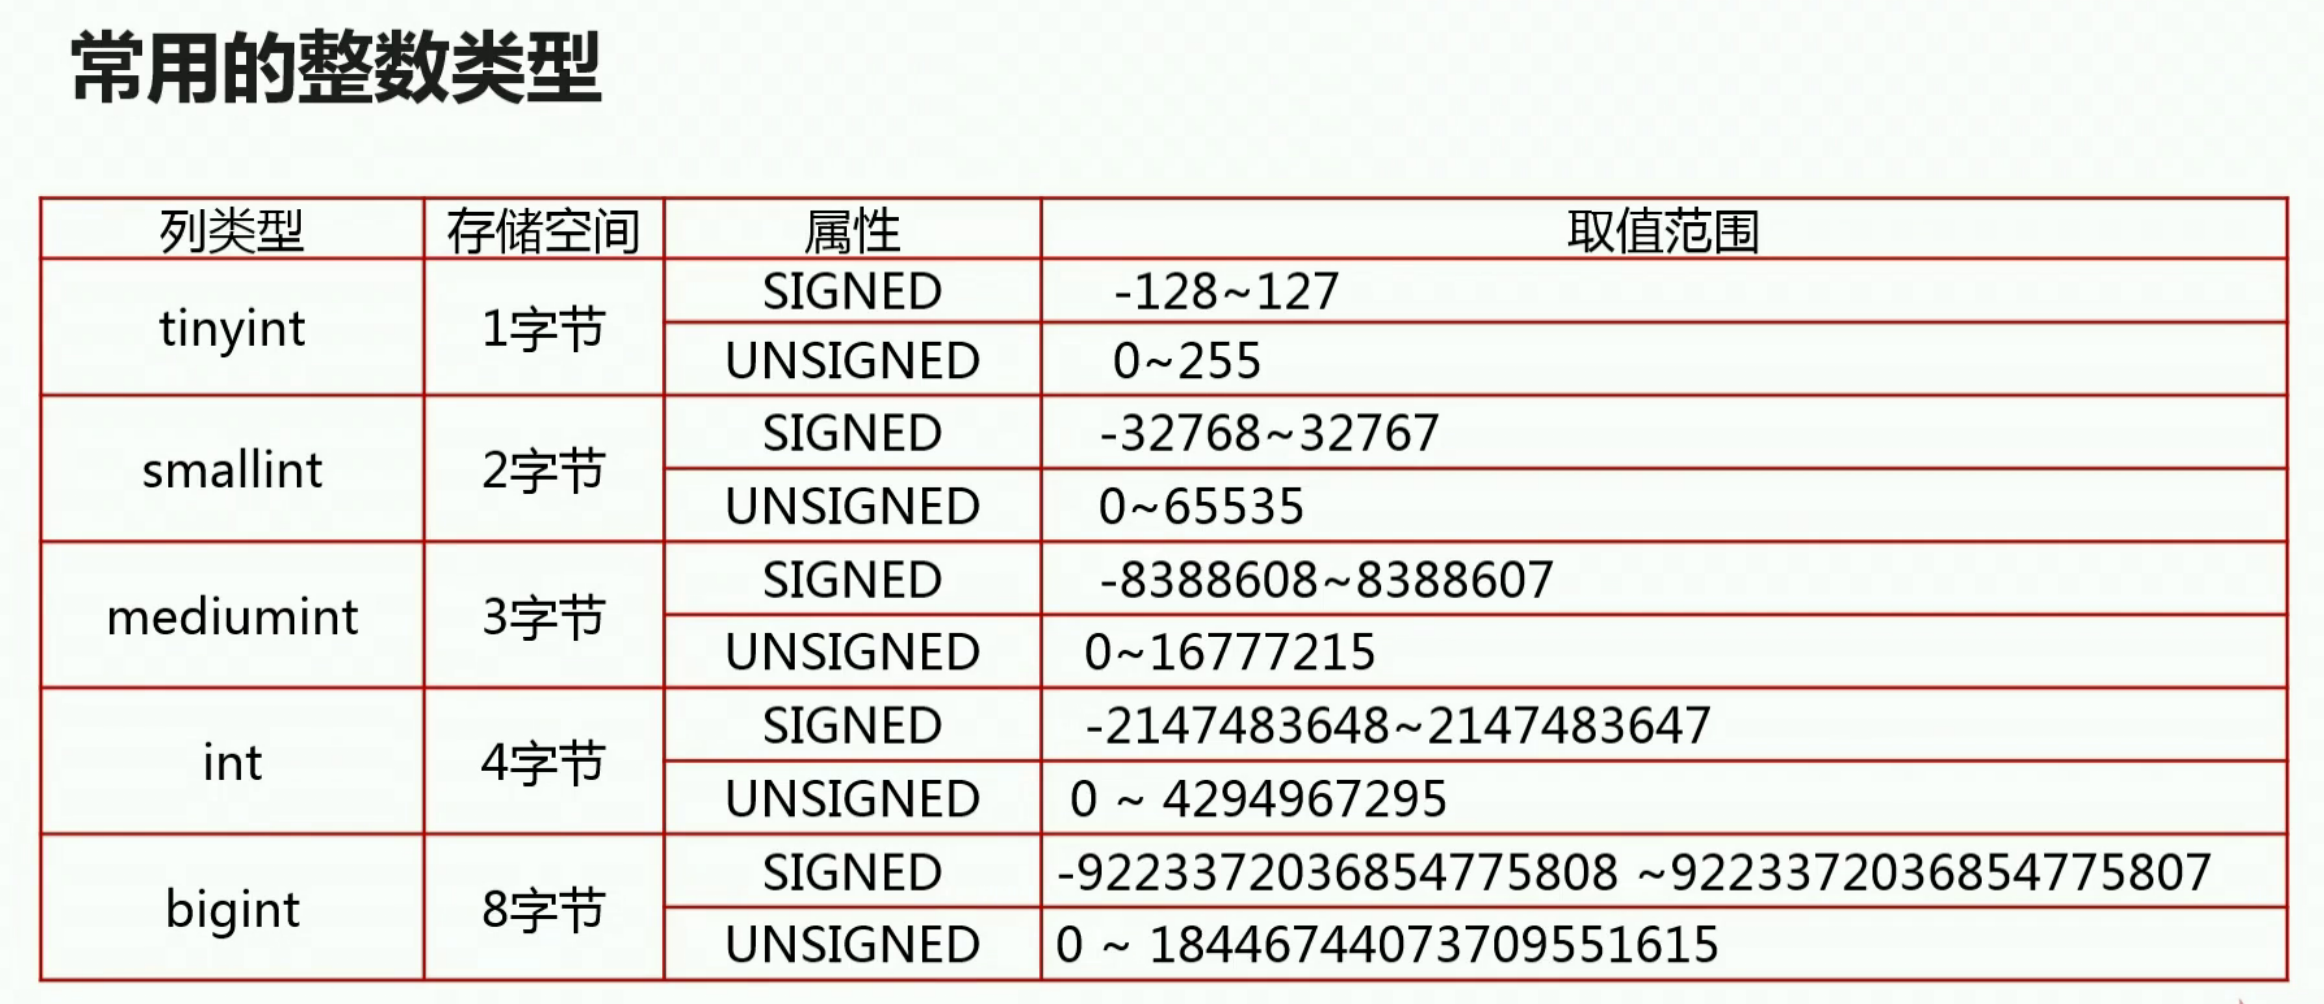 常用的整数类型
列类型 存储空间 属性 取值范围
tinyint 1字节 SIGNED -128~127
UNSIGNED 0~255
smallint 2字节 SIGNED -32768~32767
UNSIGNED 0~65535
mediumint 3字节 SIGNED -8388608~8388607
UNSIGNED 0~16777215
int 4字节 SIGNED -2147483648~2147483647
UNSIGNED 0 ~ 4294967295
bigint 8字节 SIGNED -9223372036854775808 ~9223372036854775807
UNSIGNED 0 ~ 18446744073709551615